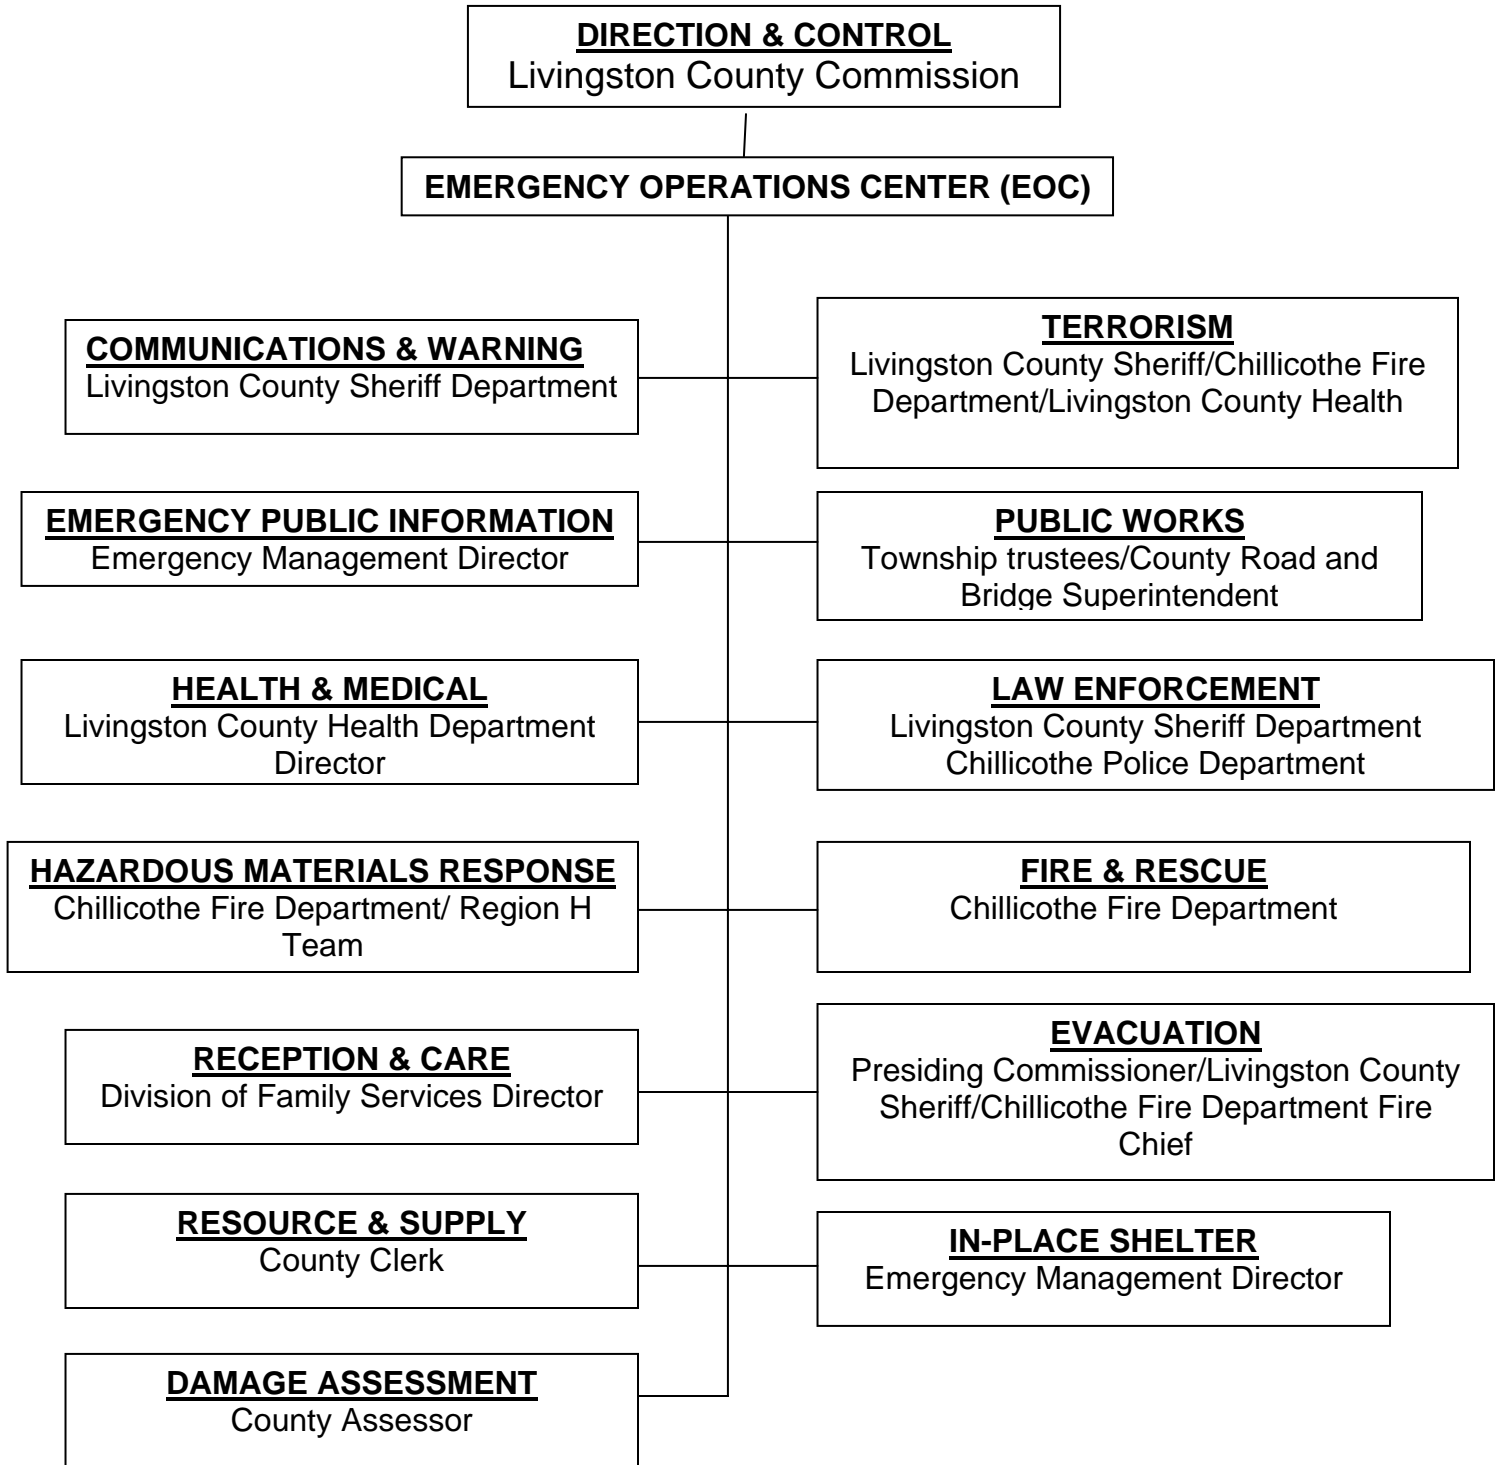 DIRECTION & CONTROL
Livingston County Commission
EMERGENCY OPERATIONS CENTER (EOC)
COMMUNICATIONS & WARNING
Livingston County Sheriff Department
TERRORISM
Livingston County Sheriff/Chillicothe Fire
Department/Livingston County Health
EMERGENCY PUBLIC INFORMATION
Emergency Management Director
PUBLIC WORKS
Township trustees/County Road and
Bridge Superintendent
HEALTH & MEDICAL
Livingston County Health Department
Director
LAW ENFORCEMENT
Livingston County Sheriff Department
Chillicothe Police Department
HAZARDOUS MATERIALS RESPONSE
Chillicothe Fire Department/ Region H
Team
FIRE & RESCUE
Chillicothe Fire Department
RECEPTION & CARE
Division of Family Services Director
EVACUATION
Presiding Commissioner/Livingston County
Sheriff/Chillicothe Fire Department Fire
Chief
RESOURCE & SUPPLY
County Clerk
IN-PLACE SHELTER
Emergency Management Director
DAMAGE ASSESSMENT
County Assessor